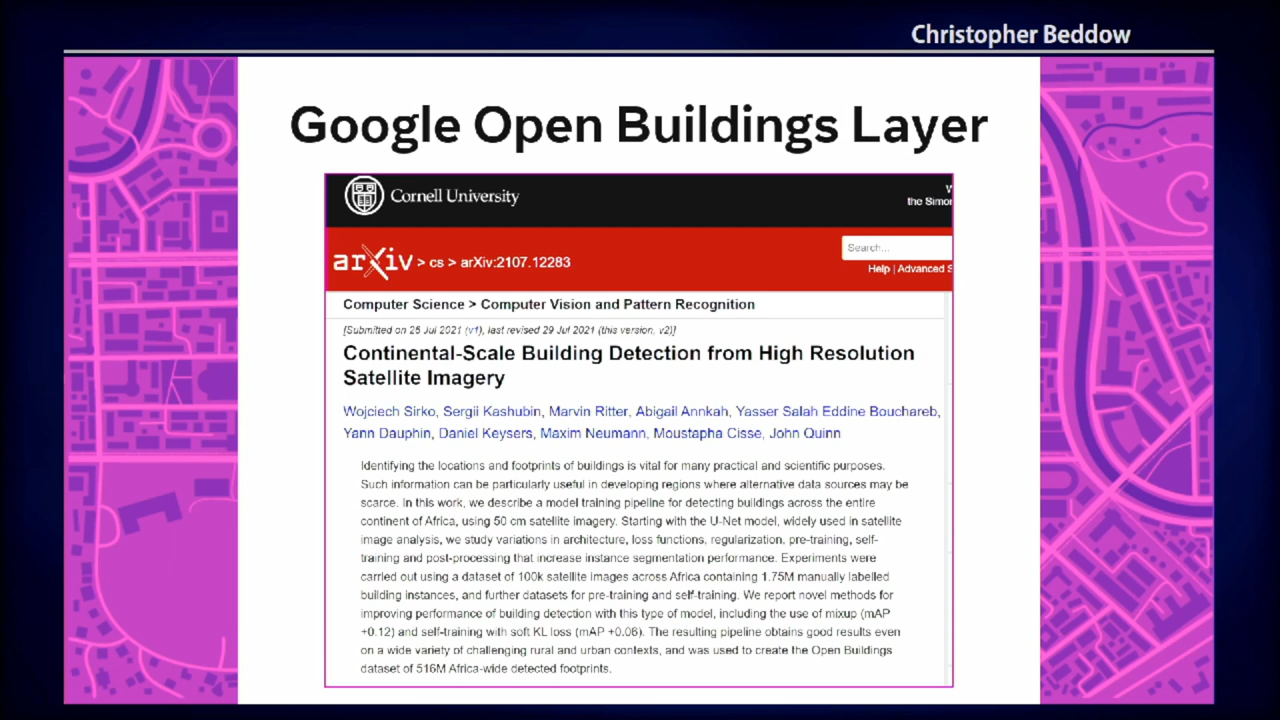 Christopher Beddow
Google Open Buildings Layer
Cornell University
the Simor
arXiv > cs > arXiv:2107.12283
Search...
Help | Advanced S
Computer Science > Computer Vision and Pattern Recognition
[Submitted on 26 Jul 2021 (v1), last revised 29 Jul 2021 (this version, v2)]
Continental-Scale Building Detection from High Resolution
Satellite Imagery
Wojciech Sirko, Sergii Kashubin, Marvin Ritter, Abigail Annkah, Yasser Salah Eddine Bouchareb,
Yann Dauphin, Daniel Keysers, Maxim Neumann, Moustapha Cisse, John Quinn
Identifying the locations and footprints of buildings is vital for many practical and scientific purposes.
Such information can be particularly useful in developing regions where alternative data sources may be
scarce. In this work, we describe a model training pipeline for detecting buildings across the entire
continent of Africa, using 50 cm satellite imagery. Starting with the U-Net model, widely used in satellite
image analysis, we study variations in architecture, loss functions, regularization, pre-training, self-
training and post-processing that increase instance segmentation performance. Experiments were
carried out using a dataset of 100k satellite images across Africa containing 1.75M manually labelled
building instances, and further datasets for pre-training and self-training. We report novel methods for
improving performance of building detection with this type of model, including the use of mixup (mAP
+0.12) and self-training with soft KL loss (mAP +0.06). The resulting pipeline obtains good results even
on a wide variety of challenging rural and urban contexts, and was used to create the Open Buildings
dataset of 516M Africa-wide detected footprints.